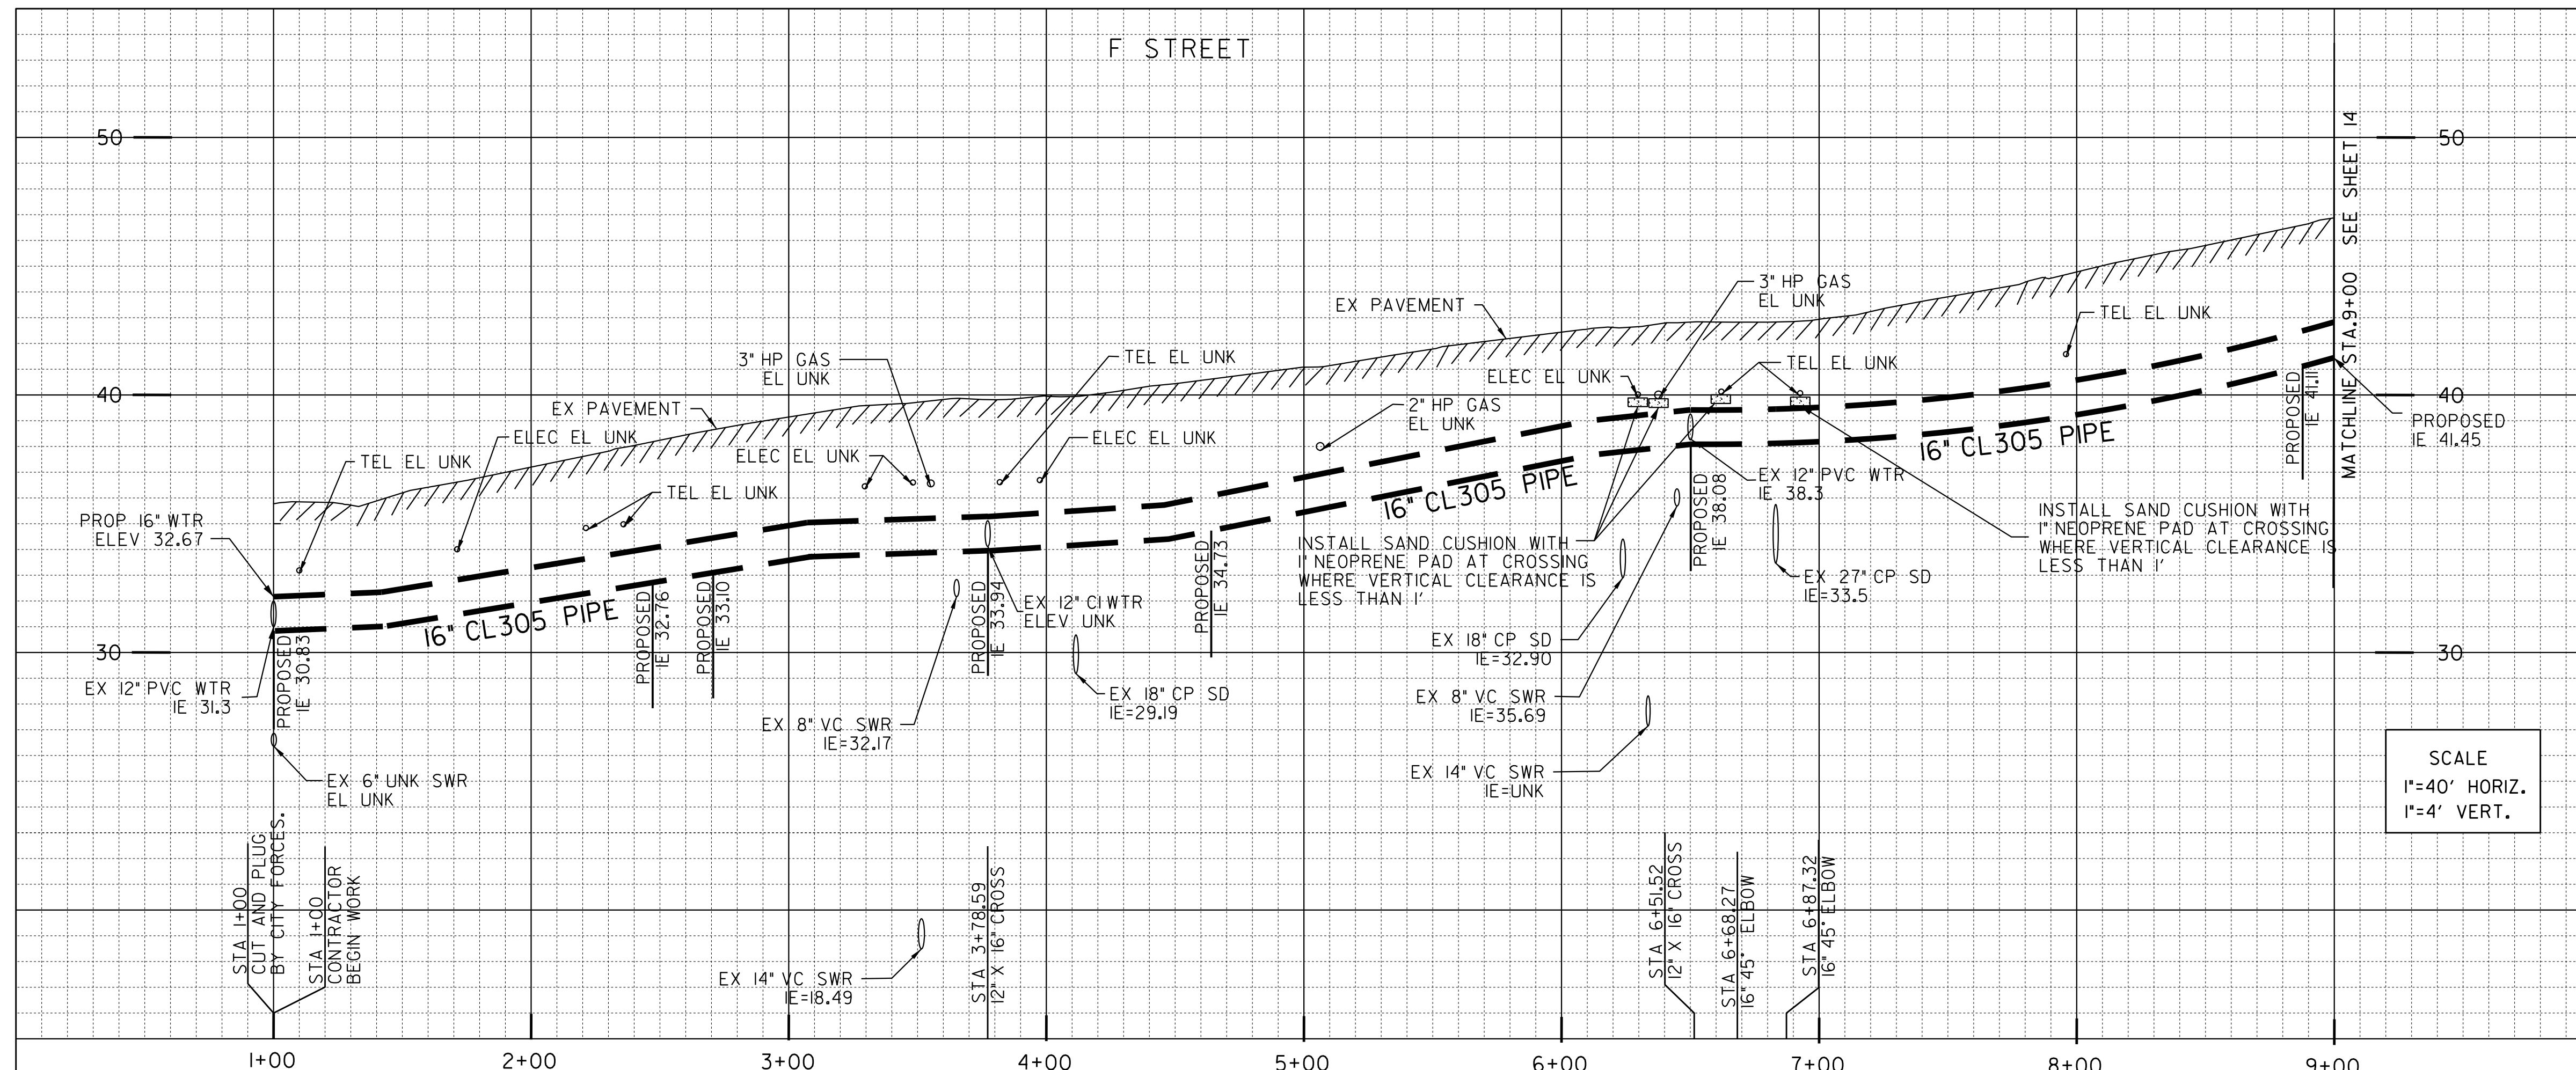 F STREET
50
50
40
40
30
30
MATCHLINE STA.9+00 SEE SHEET 14
3" HP GAS
EL UNK
EX PAVEMENT
TEL EL UNK
3" HP GAS
EL UNK
TEL EL UNK
TEL EL UNK
ELEC EL UNK
EX PAVEMENT
2" HP GAS
EL UNK
ELEC EL UNK
ELEC EL UNK
ELEC EL UNK
TEL EL UNK
TEL EL UNK
PROP 16" WTR
ELEV 32.67
16" CL305 PIPE
16" CL305 PIPE
16" CL305 PIPE
PROPOSED
IE 41.11
PROPOSED
IE 41.45
EX 12" PVC WTR
IE 38.3
INSTALL SAND CUSHION WITH
1" NEOPRENE PAD AT CROSSING
WHERE VERTICAL CLEARANCE IS
LESS THAN 1'
INSTALL SAND CUSHION WITH
1" NEOPRENE PAD AT CROSSING
WHERE VERTICAL CLEARANCE IS
LESS THAN 1'
PROPOSED
IE 30.83
PROPOSED
IE 32.76
PROPOSED
IE 33.10
PROPOSED
IE 33.94
PROPOSED
IE 34.73
PROPOSED
IE 38.08
EX 27" CP SD
IE=33.5
EX 12" CI WTR
ELEV UNK
EX 18" CP SD
IE=32.90
EX 12" PVC WTR
IE 31.3
EX 18" CP SD
IE=29.19
EX 8" VC SWR
IE=35.69
EX 8" VC SWR
IE=32.17
EX 6" UNK SWR
EL UNK
EX 14" VC SWR
IE=UNK
SCALE
1"=40' HORIZ.
1"=4' VERT.
STA 1+00
CUT AND PLUG
BY CITY FORCES.
STA 1+00
CONTRACTOR
BEGIN WORK
EX 14" VC SWR
IE=18.49
STA 3+78.59
12" X 16" CROSS
STA 6+51.52
12" X 16" CROSS
STA 6+68.27
16" 45° ELBOW
STA 6+87.32
16" 45° ELBOW
1+00
2+00
3+00
4+00
5+00
6+00
7+00
8+00
9+00